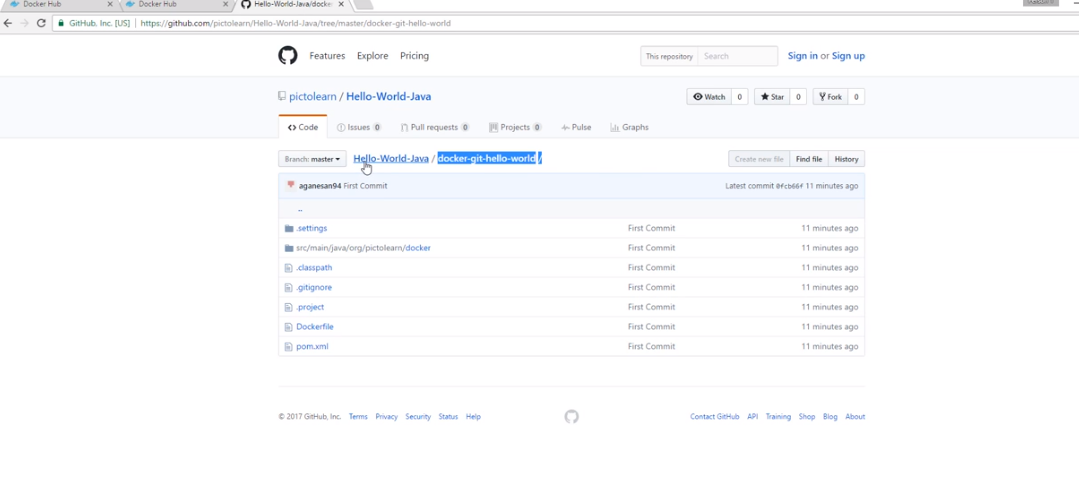 Docker Hub × Docker Hub × Hello-World-Java/docke ×
GitHub, Inc. [US] https://github.com/pictolearn/Hello-World-Java/tree/master/docker-git-hello-world
Features Explore Pricing This repository Search Sign in or Sign up
pictolearn / Hello-World-Java Watch 0 Star 0 Fork 0
Code Issues 0 Pull requests 0 Projects 0 Pulse Graphs
Branch: master Hello-World-Java / docker-git-hello-world / Create new file Find file History
aganesan94 First Commit Latest commit 0fcb66f 11 minutes ago
..
.settings First Commit 11 minutes ago
src/main/java/org/pictolearn/docker First Commit 11 minutes ago
.classpath First Commit 11 minutes ago
.gitignore First Commit 11 minutes ago
.project First Commit 11 minutes ago
Dockerfile First Commit 11 minutes ago
pom.xml First Commit 11 minutes ago
© 2017 GitHub, Inc. Terms Privacy Security Status Help Contact GitHub API Training Shop Blog About